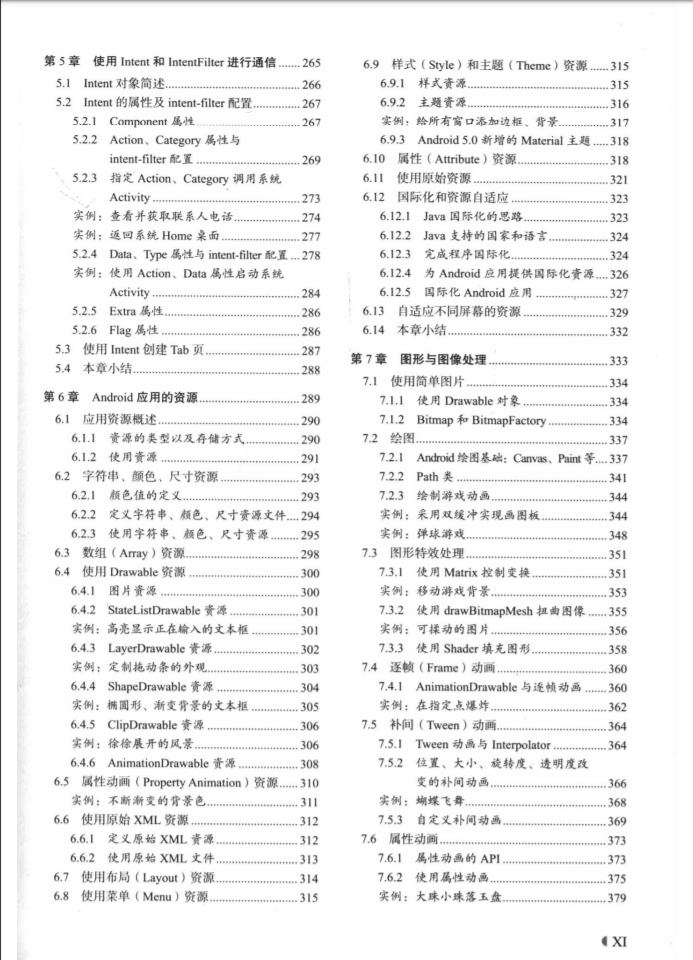 第 5 章 使用 Intent 和 IntentFilter 进行通信 ....... 265
5.1 Intent 对象简述 ....... 266
5.2 Intent 的属性及 intent-filter 配置 ....... 267
5.2.1 Component 属性 ....... 267
5.2.2 Action、Category 属性与
intent-filter 配置 ....... 269
5.2.3 指定 Action、Category 调用系统
Activity ....... 273
实例：查看并获取联系人电话 ....... 274
实例：返回系统 Home 桌面 ....... 277
5.2.4 Data、Type 属性与 intent-filter 配置 ... 278
实例：使用 Action、Data 属性启动系统
Activity ....... 284
5.2.5 Extra 属性 ....... 286
5.2.6 Flag 属性 ....... 286
5.3 使用 Intent 创建 Tab 页 ....... 287
5.4 本章小结 ....... 288
第 6 章 Android 应用的资源 ....... 289
6.1 应用资源概述 ....... 290
6.1.1 资源的类型以及存储方式 ....... 290
6.1.2 使用资源 ....... 291
6.2 字符串、颜色、尺寸资源 ....... 293
6.2.1 颜色值的定义 ....... 293
6.2.2 定义字符串、颜色、尺寸资源文件 .... 294
6.2.3 使用字符串、颜色、尺寸资源 ....... 295
6.3 数组（Array）资源 ....... 298
6.4 使用 Drawable 资源 ....... 300
6.4.1 图片资源 ....... 300
6.4.2 StateListDrawable 资源 ....... 301
实例：高亮显示正在输入的文本框 ....... 301
6.4.3 LayerDrawable 资源 ....... 302
实例：定制拖动条的外观 ....... 303
6.4.4 ShapeDrawable 资源 ....... 304
实例：椭圆形、渐变背景的文本框 ....... 305
6.4.5 ClipDrawable 资源 ....... 306
实例：徐徐展开的风景 ....... 306
6.4.6 AnimationDrawable 资源 ....... 308
6.5 属性动画（Property Animation）资源 ...... 310
实例：不断渐变的背景色 ....... 311
6.6 使用原始 XML 资源 ....... 312
6.6.1 定义原始 XML 资源 ....... 312
6.6.2 使用原始 XML 文件 ....... 313
6.7 使用布局（Layout）资源 ....... 314
6.8 使用菜单（Menu）资源 ....... 315
6.9 样式（Style）和主题（Theme）资源 ...... 315
6.9.1 样式资源 ....... 315
6.9.2 主题资源 ....... 316
实例：给所有窗口添加边框、背景 ....... 317
6.9.3 Android 5.0 新增的 Material 主题 ..... 318
6.10 属性（Attribute）资源 ....... 318
6.11 使用原始资源 ....... 321
6.12 国际化和资源自适应 ....... 323
6.12.1 Java 国际化的思路 ....... 323
6.12.2 Java 支持的国家和语言 ....... 324
6.12.3 完成程序国际化 ....... 324
6.12.4 为 Android 应用提供国际化资源 .... 326
6.12.5 国际化 Android 应用 ....... 327
6.13 自适应不同屏幕的资源 ....... 329
6.14 本章小结 ....... 332
第 7 章 图形与图像处理 ....... 333
7.1 使用简单图片 ....... 334
7.1.1 使用 Drawable 对象 ....... 334
7.1.2 Bitmap 和 BitmapFactory ....... 334
7.2 绘图 ....... 337
7.2.1 Android 绘图基础：Canvas、Paint 等 .... 337
7.2.2 Path 类 ....... 341
7.2.3 绘制游戏动画 ....... 344
实例：采用双缓冲实现画图板 ....... 344
实例：弹球游戏 ....... 348
7.3 图形特效处理 ....... 351
7.3.1 使用 Matrix 控制变换 ....... 351
实例：移动游戏背景 ....... 353
7.3.2 使用 drawBitmapMesh 扭曲图像 ...... 355
实例：可揉动的图片 ....... 356
7.3.3 使用 Shader 填充图形 ....... 358
7.4 逐帧（Frame）动画 ....... 360
7.4.1 AnimationDrawable 与逐帧动画 ....... 360
实例：在指定点爆炸 ....... 362
7.5 补间（Tween）动画 ....... 364
7.5.1 Tween 动画与 Interpolator ....... 364
7.5.2 位置、大小、旋转度、透明度改
变的补间动画 ....... 366
实例：蝴蝶飞舞 ....... 368
7.5.3 自定义补间动画 ....... 369
7.6 属性动画 ....... 373
7.6.1 属性动画的 API ....... 373
7.6.2 使用属性动画 ....... 375
实例：大珠小珠落玉盘 ....... 379
XI